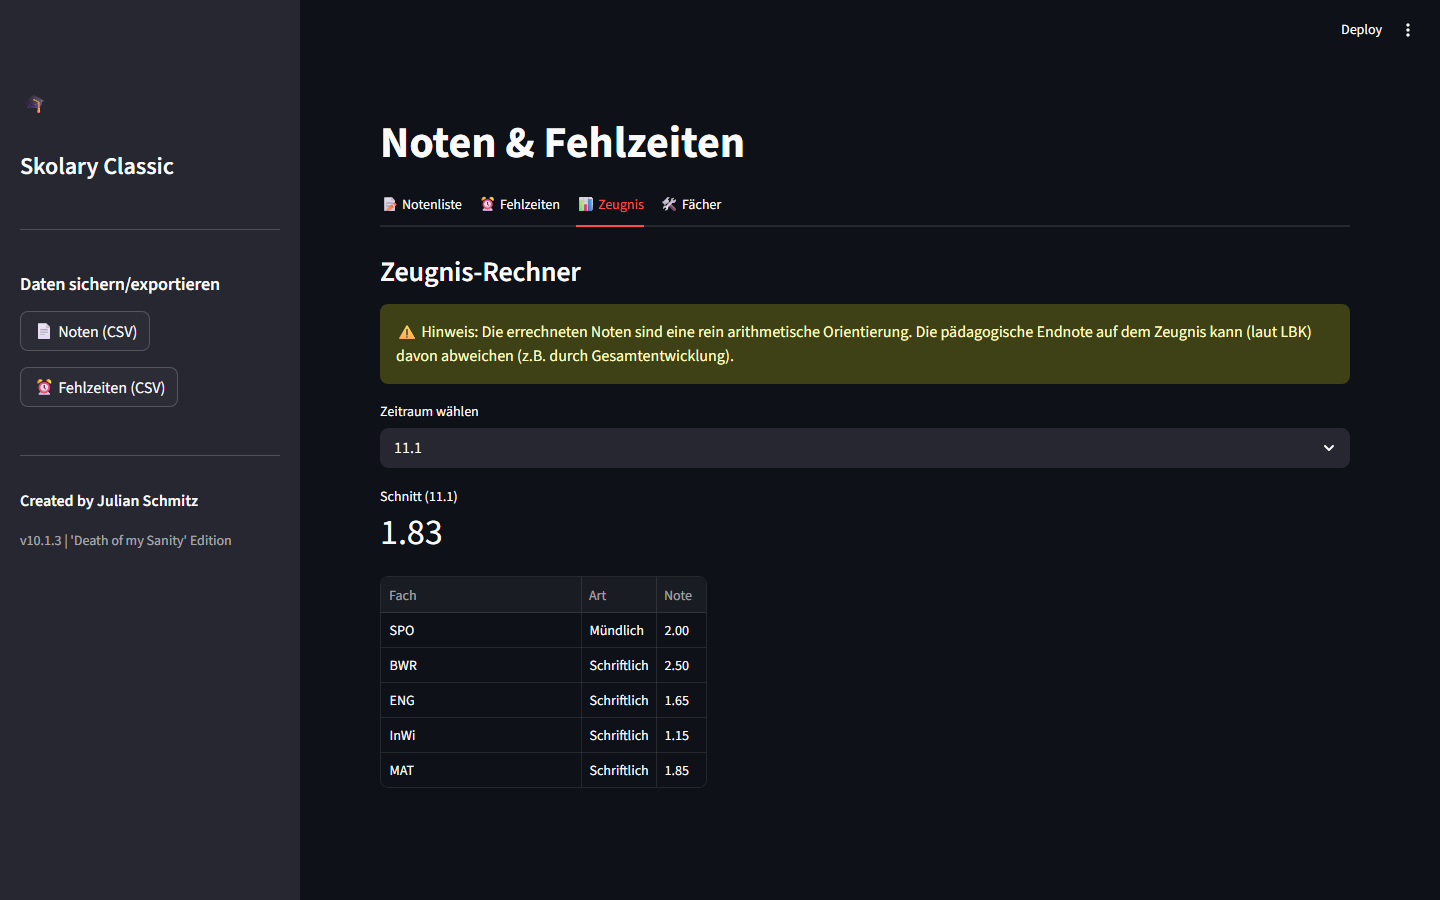 Deploy
Skolary Classic
Daten sichern/exportieren
Noten (CSV)
Fehlzeiten (CSV)
Created by Julian Schmitz
v10.1.3 | 'Death of my Sanity' Edition
Noten & Fehlzeiten
Notenliste Fehlzeiten Zeugnis Fächer
Zeugnis-Rechner
Hinweis: Die errechneten Noten sind eine rein arithmetische Orientierung. Die pädagogische Endnote auf dem Zeugnis kann (laut LBK)
davon abweichen (z.B. durch Gesamtentwicklung).
Zeitraum wählen
11.1
Schnitt (11.1)
1.83
Fach Art Note
SPO Mündlich 2.00
BWR Schriftlich 2.50
ENG Schriftlich 1.65
InWi Schriftlich 1.15
MAT Schriftlich 1.85